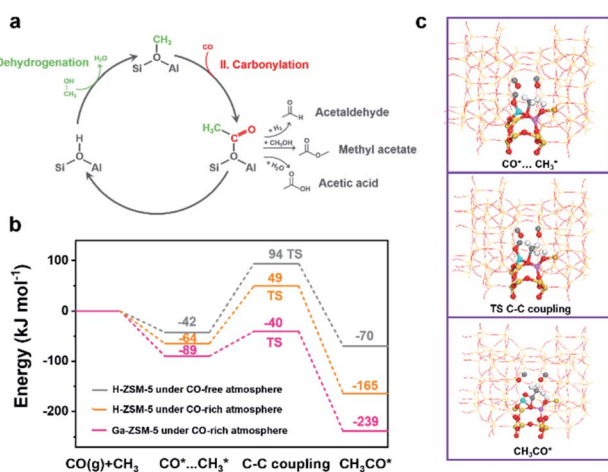 a
Dehydrogenation
H₂O
OH
CH₃
CH₃
O
Si Al
CO
II. Carbonylation
H₃C O
C
O
Si Al
+ H₂
O
H
Acetaldehyde
+ CH₃OH
O
O
Methyl acetate
+ H₂O
O
OH
Acetic acid
H
O
Si Al
b
Energy (kJ mol⁻¹)
100
0
-100
-200
-42
-64
-89
94 TS
49
TS
-40
TS
-70
-165
-239
H-ZSM-5 under CO-free atmosphere
H-ZSM-5 under CO-rich atmosphere
Ga-ZSM-5 under CO-rich atmosphere
CO(g)+CH₃ CO*...CH₃* C-C coupling CH₃CO*
c
CO*... CH₃*
TS C-C coupling
CH₃CO*